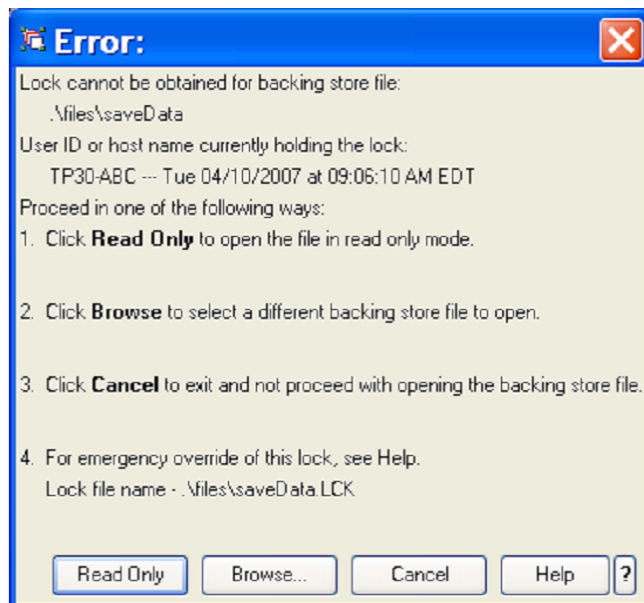 Error:
Lock cannot be obtained for backing store file:
.\files\saveData
User ID or host name currently holding the lock:
TP30-ABC --- Tue 04/10/2007 at 09:06:10 AM EDT
Proceed in one of the following ways:
1. Click Read Only to open the file in read only mode.
2. Click Browse to select a different backing store file to open.
3. Click Cancel to exit and not proceed with opening the backing store file.
4. For emergency override of this lock, see Help.
Lock file name - .\files\saveData.LCK
Read Only Browse... Cancel Help ?